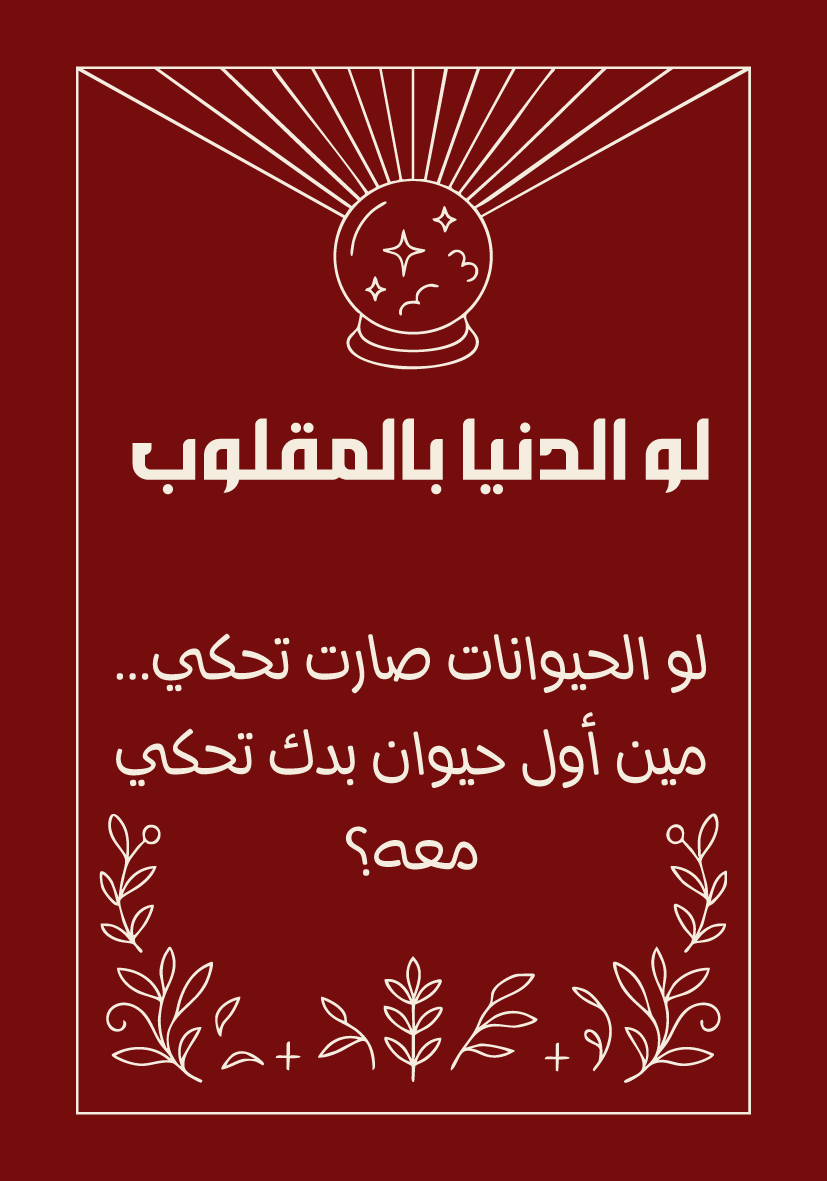 لو الدنيا بالمقلوب
لو الحيوانات صارت تحكي...
مين أول حيوان بدك تحكي
معه؟